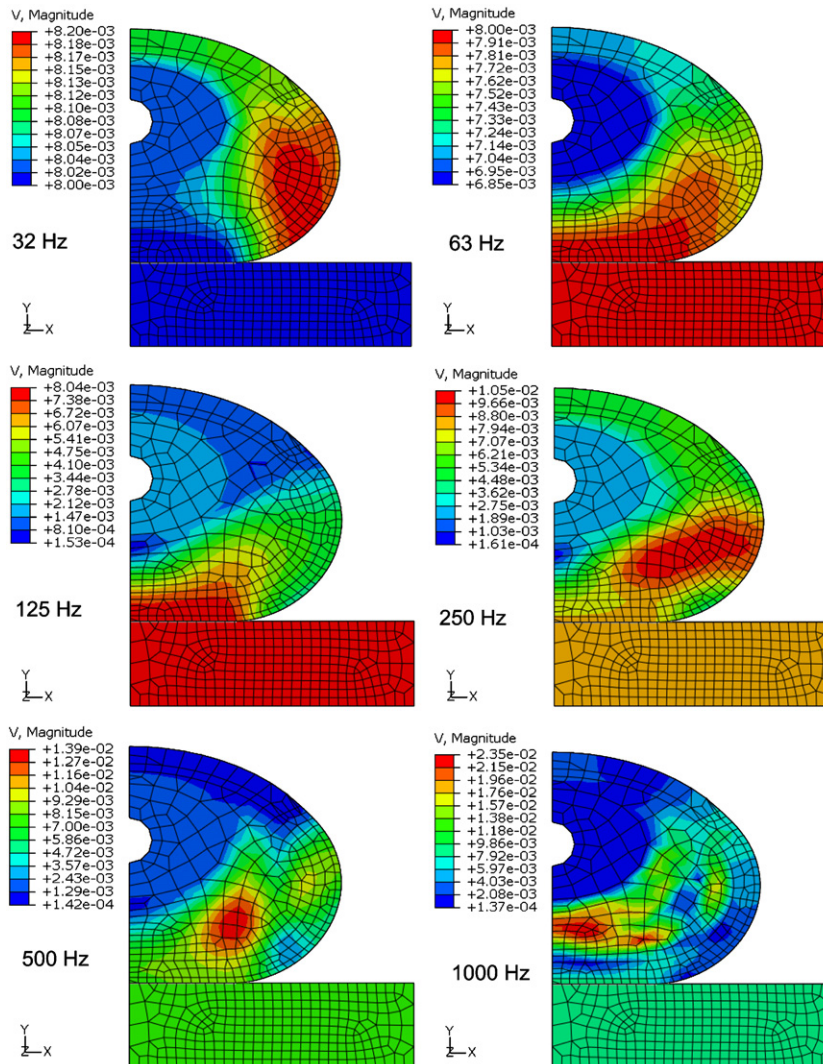 V, Magnitude
+8.20e-03
+8.18e-03
+8.17e-03
+8.15e-03
+8.13e-03
+8.12e-03
+8.10e-03
+8.08e-03
+8.07e-03
+8.05e-03
+8.04e-03
+8.02e-03
+8.00e-03
32 Hz
Y
Z X
V, Magnitude
+8.00e-03
+7.91e-03
+7.81e-03
+7.72e-03
+7.62e-03
+7.52e-03
+7.43e-03
+7.33e-03
+7.24e-03
+7.14e-03
+7.04e-03
+6.95e-03
+6.85e-03
63 Hz
Y
Z X
V, Magnitude
+8.04e-03
+7.38e-03
+6.72e-03
+6.07e-03
+5.41e-03
+4.75e-03
+4.10e-03
+3.44e-03
+2.78e-03
+2.12e-03
+1.47e-03
+8.10e-04
+1.53e-04
125 Hz
Y
Z X
V, Magnitude
+1.05e-02
+9.66e-03
+8.80e-03
+7.94e-03
+7.07e-03
+6.21e-03
+5.34e-03
+4.48e-03
+3.62e-03
+2.75e-03
+1.89e-03
+1.03e-03
+1.61e-04
250 Hz
Y
Z X
V, Magnitude
+1.39e-02
+1.27e-02
+1.16e-02
+1.04e-02
+9.29e-03
+8.15e-03
+7.00e-03
+5.86e-03
+4.72e-03
+3.57e-03
+2.43e-03
+1.29e-03
+1.42e-04
500 Hz
Y
Z X
V, Magnitude
+2.35e-02
+2.15e-02
+1.96e-02
+1.76e-02
+1.57e-02
+1.38e-02
+1.18e-02
+9.86e-03
+7.92e-03
+5.97e-03
+4.03e-03
+2.08e-03
+1.37e-04
1000 Hz
Y
Z X